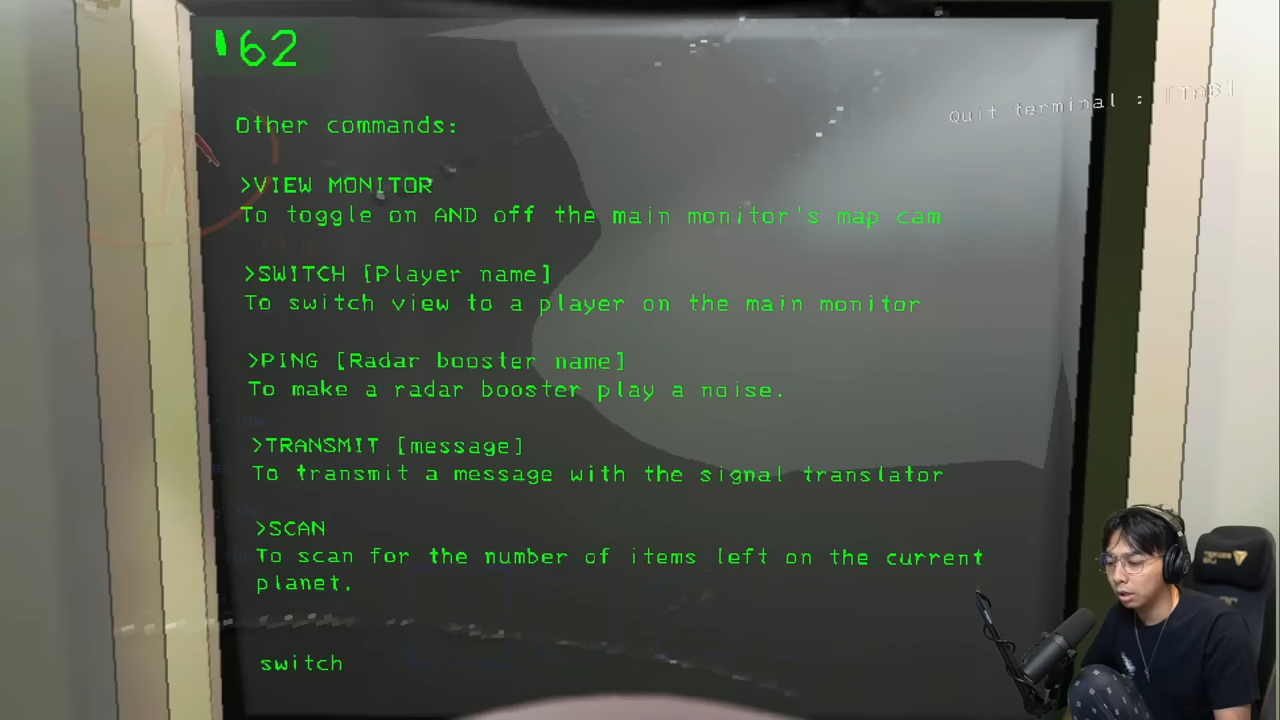 ▮62
Quit terminal : [TAB]
Other commands:
>VIEW MONITOR
To toggle on AND off the main monitor's map cam
>SWITCH [Player name]
To switch view to a player on the main monitor
>PING [Radar booster name]
To make a radar booster play a noise.
>TRANSMIT [message]
To transmit a message with the signal translator
>SCAN
To scan for the number of items left on the current
planet.
switch